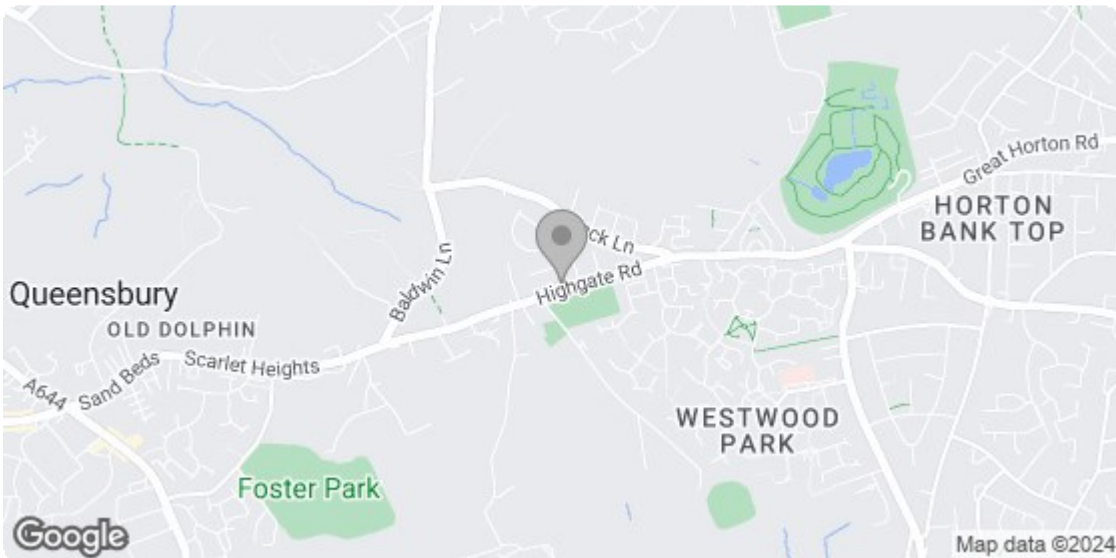 Great Horton Rd
HORTON
BANK TOP
ck Ln
Baldwin Ln
Highgate Rd
Queensbury
OLD DOLPHIN
Scarlet Heights
Sand Beds
A644
WESTWOOD
PARK
Foster Park
Google
Map data ©2024